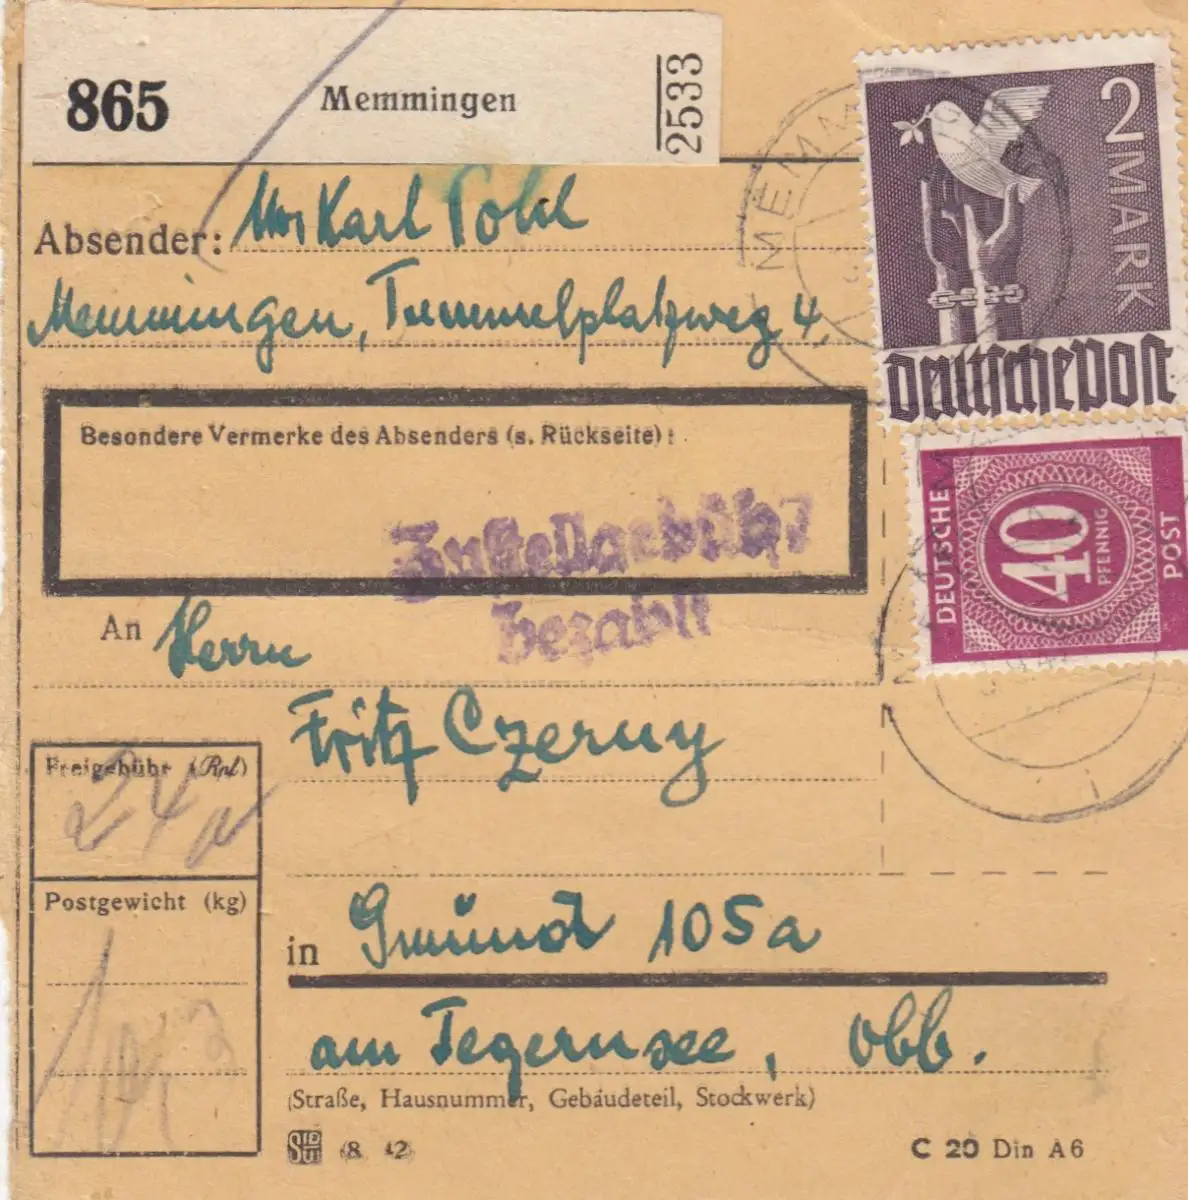 865
Memmingen
2533
Absender: Karl Pohl
Memmingen, Tummelplatzweg 4,
2 MARK
Deutsche Post
Besondere Vermerke des Absenders (s. Rückseite):
Zustellgebühr
bezahlt
DEUTSCHE
40
PFENNIG
POST
An Herrn
Fritz Czerny
Freigebühr (Rpf)
24
Postgewicht (kg)
in Gmünd 105a
am Tegernsee, Obb.
(Straße, Hausnummer, Gebäudeteil, Stockwerk)
(8. 42)
C 20 Din A6